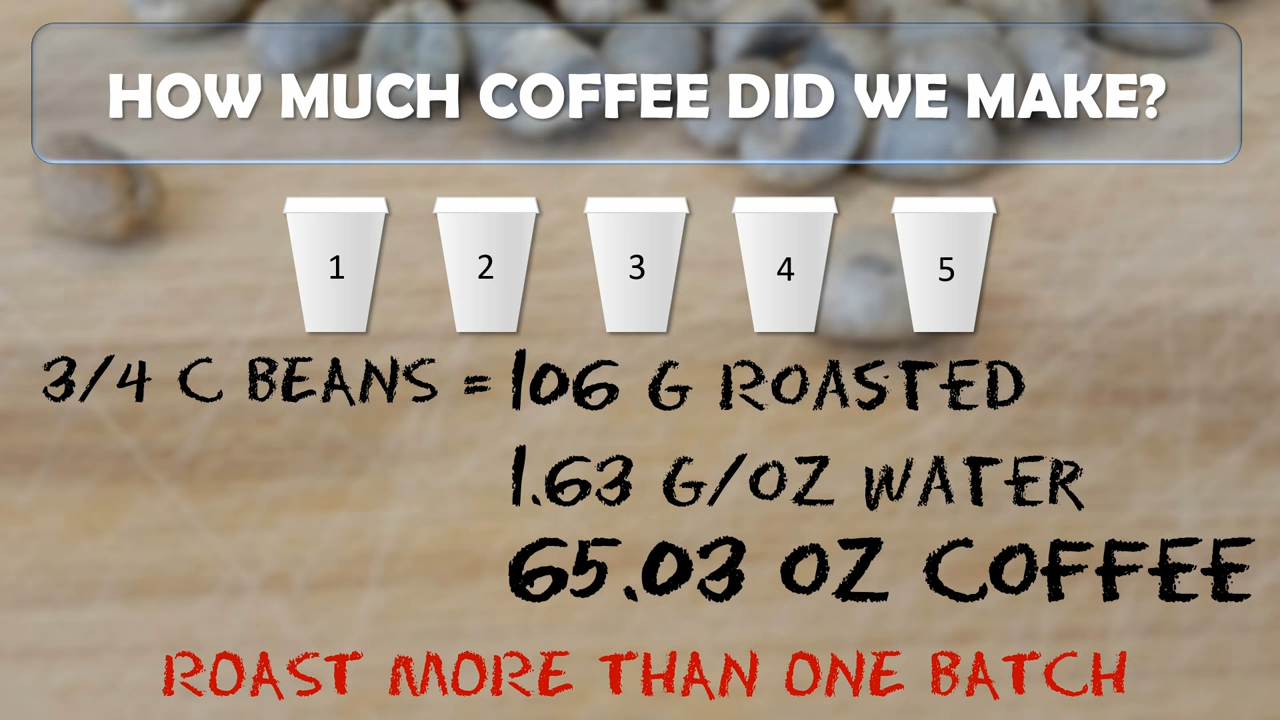 HOW MUCH COFFEE DID WE MAKE?
1 2 3 4 5
3/4 C BEANS = 106 G ROASTED
1.63 G/OZ WATER
65.03 OZ COFFEE
ROAST MORE THAN ONE BATCH